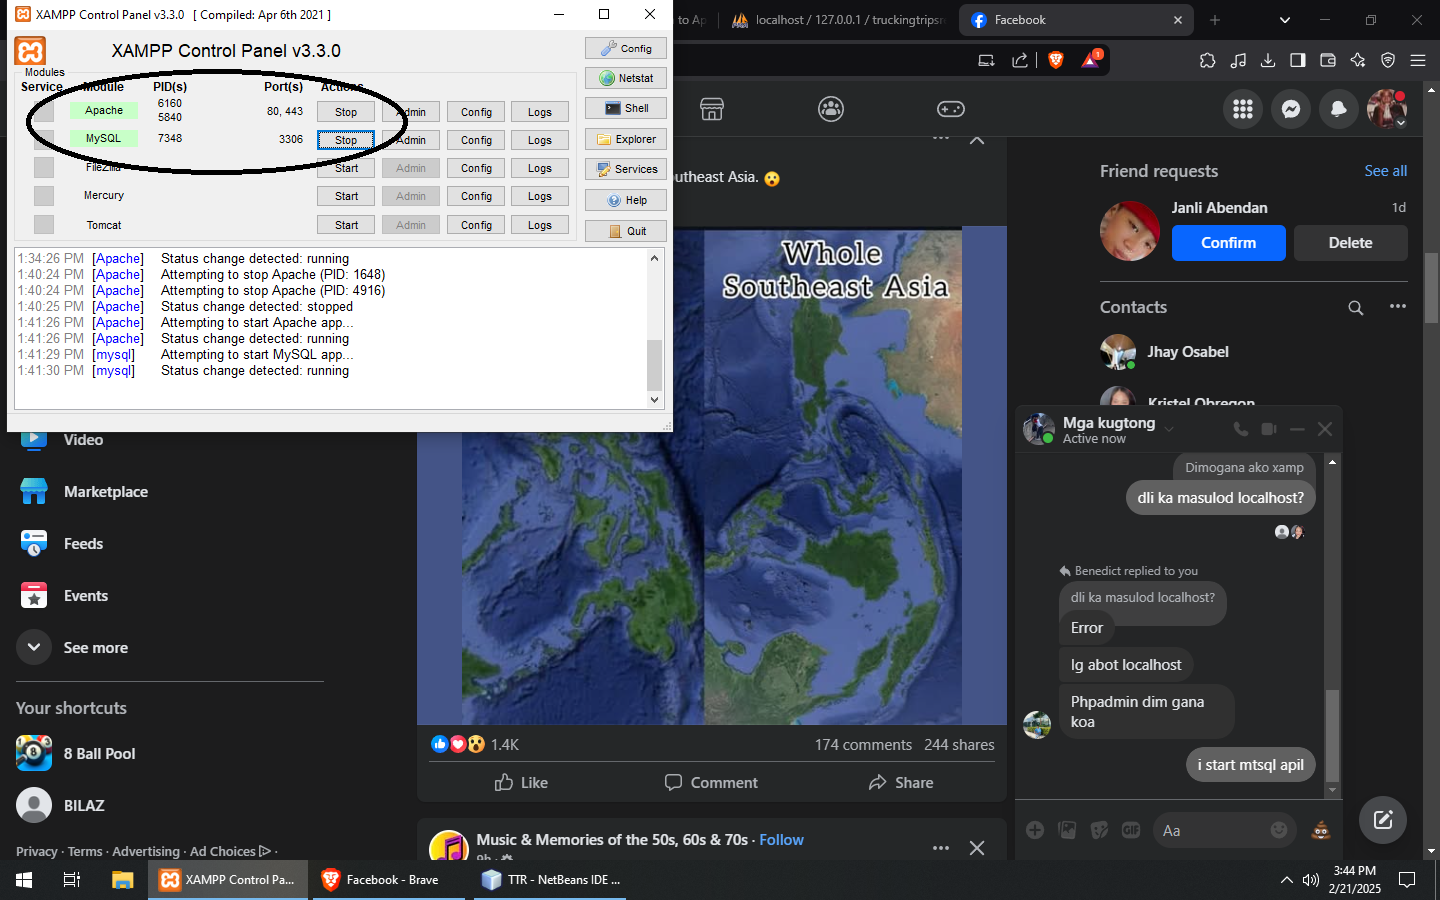 XAMPP Control Panel v3.3.0 [ Compiled: Apr 6th 2021 ]
XAMPP Control Panel v3.3.0
Modules
Service Module PID(s) Port(s) Actions
Apache 6160 5840 80, 443 Stop Admin Config Logs
MySQL 7348 3306 Stop Admin Config Logs
FileZilla Start Admin Config Logs
Mercury Start Admin Config Logs
Tomcat Start Admin Config Logs
Config
Netstat
Shell
Explorer
Services
Help
Quit
1:34:26 PM [Apache] Status change detected: running
1:40:24 PM [Apache] Attempting to stop Apache (PID: 1648)
1:40:24 PM [Apache] Attempting to stop Apache (PID: 4916)
1:40:25 PM [Apache] Status change detected: stopped
1:41:26 PM [Apache] Attempting to start Apache app...
1:41:26 PM [Apache] Status change detected: running
1:41:29 PM [mysql] Attempting to start MySQL app...
1:41:30 PM [mysql] Status change detected: running
to Ap
localhost / 127.0.0.1 / truckingtrips
Facebook
1
Video
Marketplace
Feeds
Events
See more
Your shortcuts
8 Ball Pool
BILAZ
Privacy · Terms · Advertising · Ad Choices ·
utheast Asia. 😮
Whole
Southeast Asia
1.4K
174 comments 244 shares
Like Comment Share
Music & Memories of the 50s, 60s & 70s · Follow
9h ·
Friend requests
See all
Janli Abendan
1d
Confirm
Delete
Contacts
Jhay Osabel
Kristel Obregon
Mga kugtong
Active now
Dimogana ako xamp
dli ka masulod localhost?
Benedict replied to you
dli ka masulod localhost?
Error
Ig abot localhost
Phpadmin dim gana
koa
i start mtsql apil
GIF
Aa
XAMPP Control Pa...
Facebook - Brave
TTR - NetBeans IDE ...
3:44 PM
2/21/2025